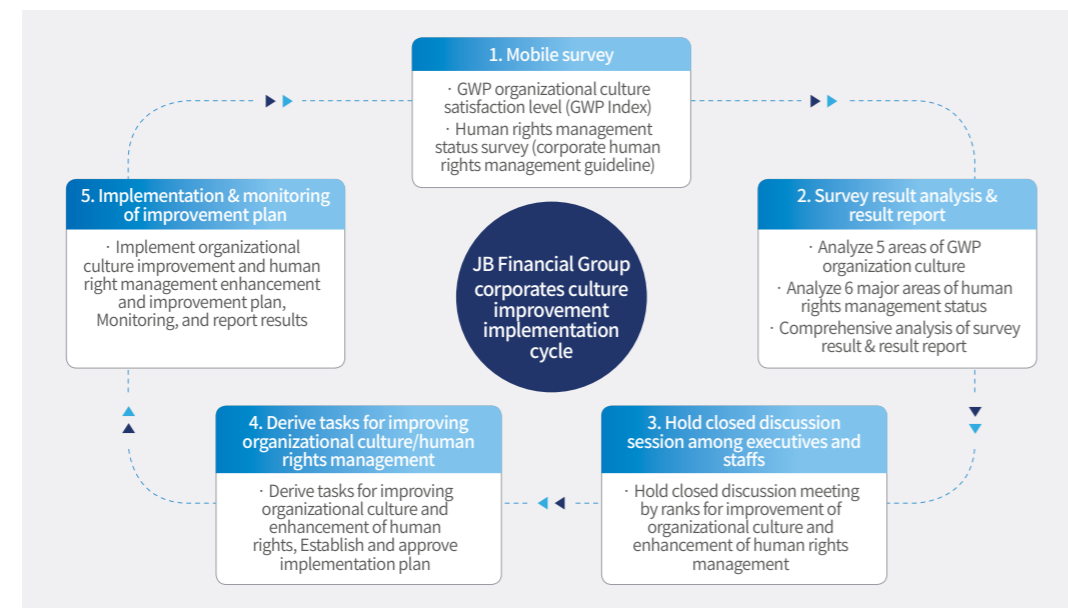 1. Mobile survey
· GWP organizational culture
satisfaction level (GWP Index)
· Human rights management
status survey (corporate human
rights management guideline)
2. Survey result analysis &
result report
· Analyze 5 areas of GWP
organization culture
· Analyze 6 major areas of human
rights management status
· Comprehensive analysis of survey
result & result report
3. Hold closed discussion
session among executives and
staffs
· Hold closed discussion meeting
by ranks for improvement of
organizational culture and
enhancement of human rights
management
4. Derive tasks for improving
organizational culture/human
rights management
· Derive tasks for improving
organizational culture and
enhancement of human
rights, Establish and approve
implementation plan
5. Implementation & monitoring
of improvement plan
· Implement organizational
culture improvement and human
right management enhancement
and improvement plan,
Monitoring, and report results
JB Financial Group
corporates culture
improvement
implementation
cycle